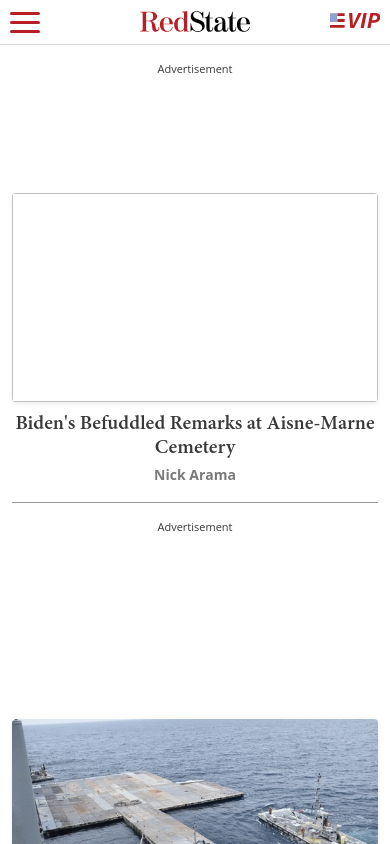 RedState
VIP
Advertisement
Biden's Befuddled Remarks at Aisne-Marne
Cemetery
Nick Arama
Advertisement